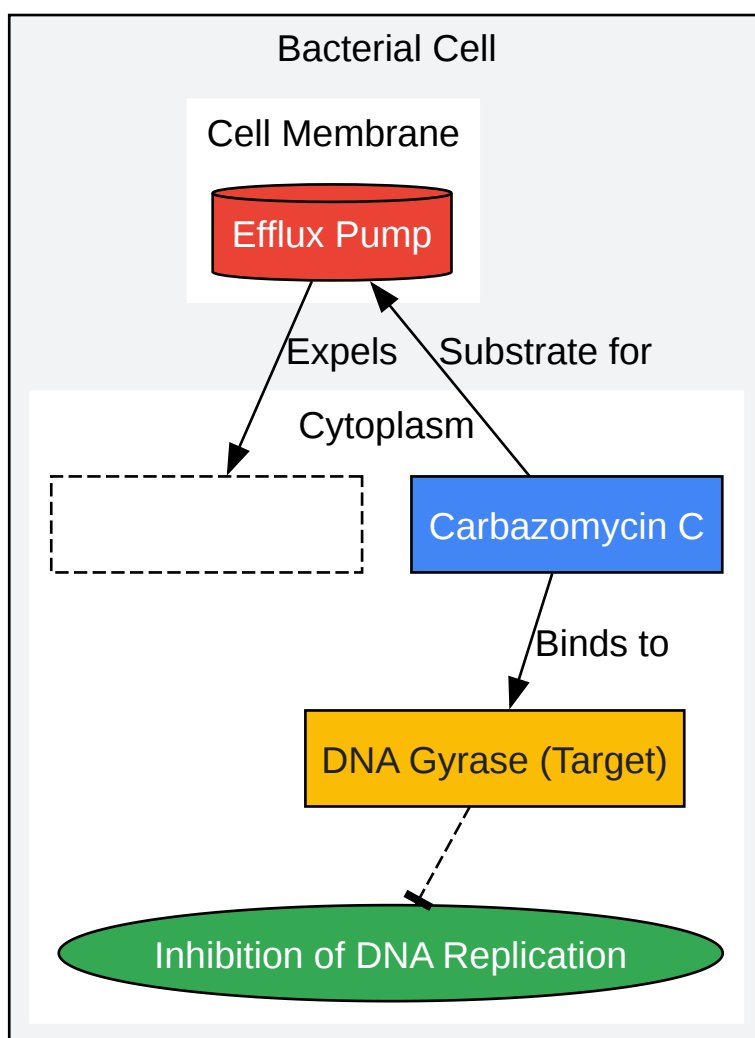 Bacterial Cell
Cell Membrane
Efflux Pump
Expels
Substrate for
Cytoplasm
Carbazomycin C
Binds to
DNA Gyrase (Target)
Inhibition of DNA Replication